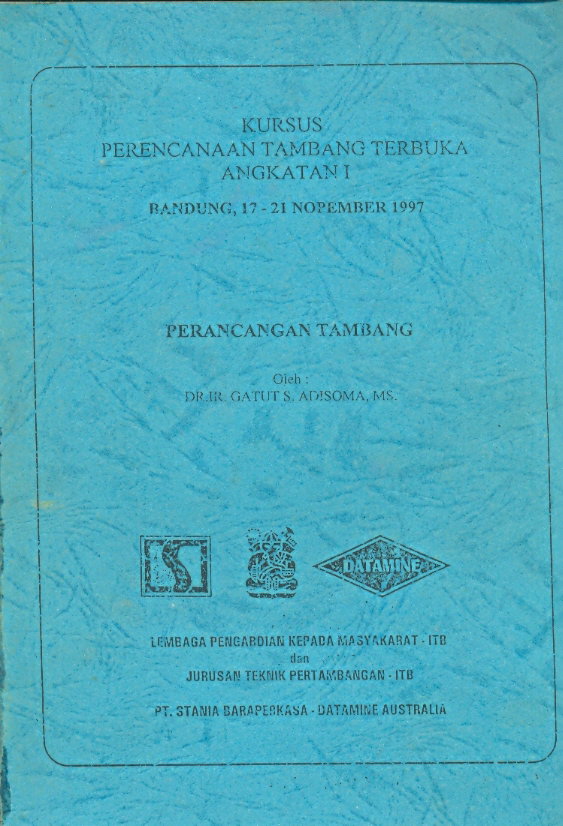 KURSUS
PERENCANAAN TAMBANG TERBUKA
ANGKATAN I
BANDUNG, 17 - 21 NOPEMBER 1997
PERANCANGAN TAMBANG
Oleh :
DR.IR. GATUT S. ADISOMA, MS.
DATAMINE
LEMBAGA PENGABDIAN KEPADA MASYAKARAT - ITB
dan
JURUSAN TEKNIK PERTAMBANGAN - ITB
PT. STANIA BARAPERKASA - DATAMINE AUSTRALIA